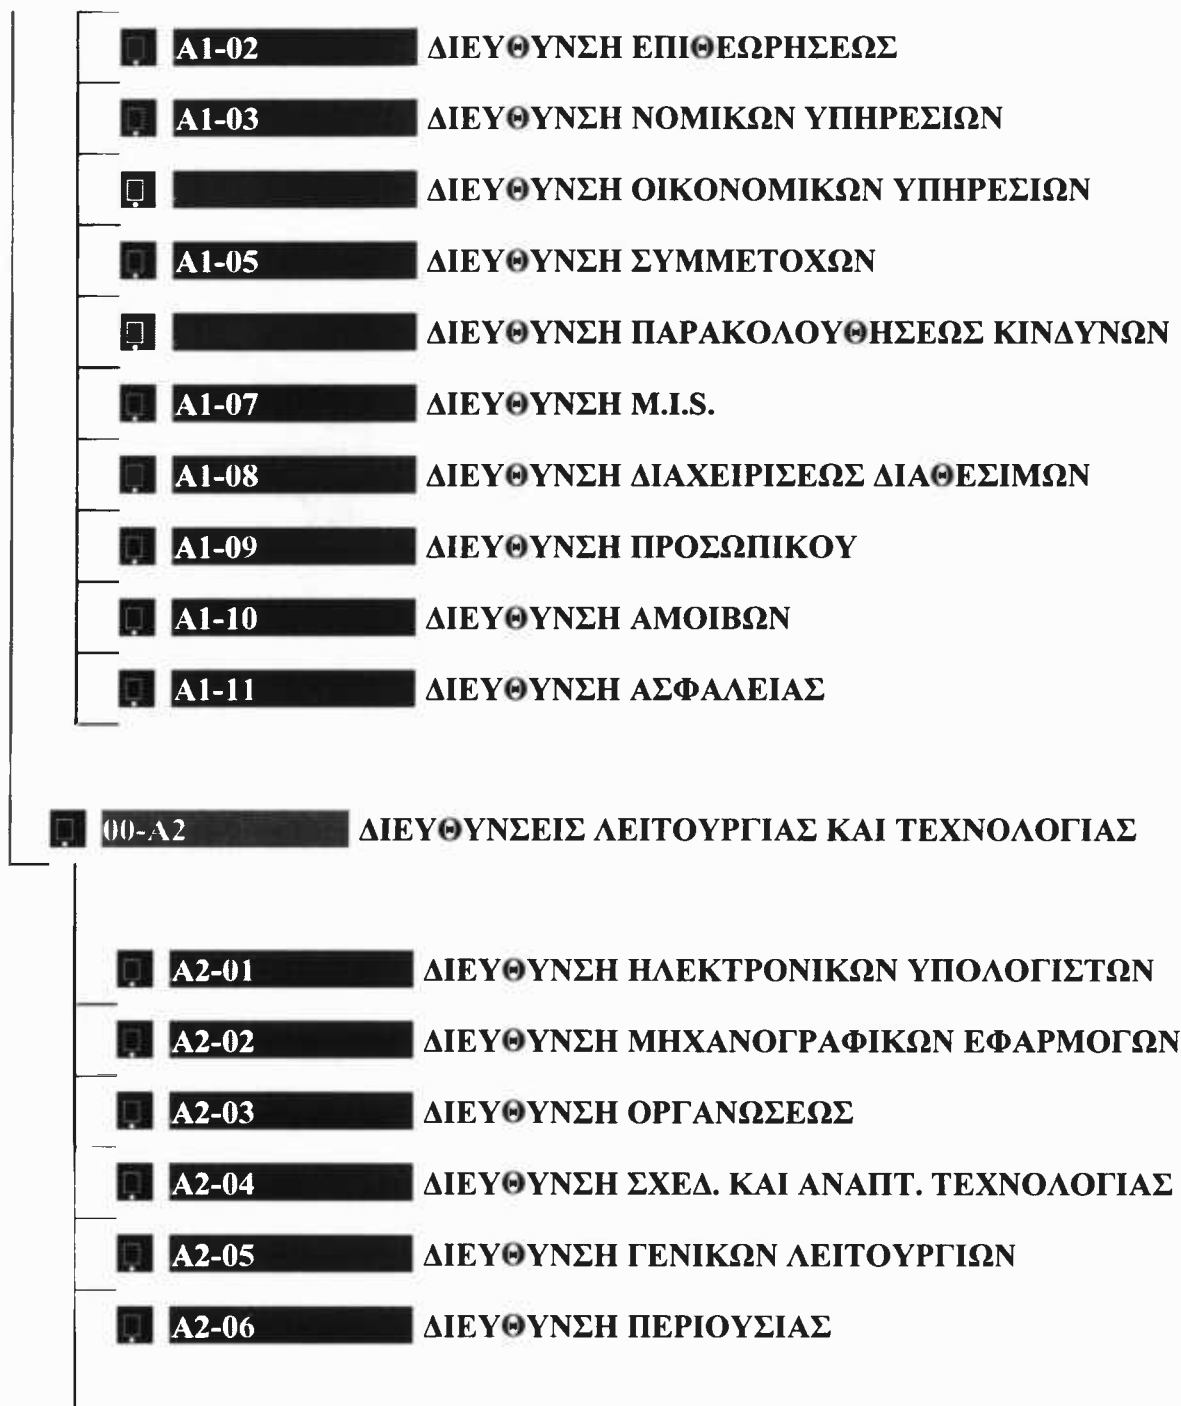 A1-02 ΔΙΕΥΘΥΝΣΗ ΕΠΙΘΕΩΡΗΣΕΩΣ
A1-03 ΔΙΕΥΘΥΝΣΗ ΝΟΜΙΚΩΝ ΥΠΗΡΕΣΙΩΝ
ΔΙΕΥΘΥΝΣΗ ΟΙΚΟΝΟΜΙΚΩΝ ΥΠΗΡΕΣΙΩΝ
A1-05 ΔΙΕΥΘΥΝΣΗ ΣΥΜΜΕΤΟΧΩΝ
ΔΙΕΥΘΥΝΣΗ ΠΑΡΑΚΟΛΟΥΘΗΣΕΩΣ ΚΙΝΔΥΝΩΝ
A1-07 ΔΙΕΥΘΥΝΣΗ M.I.S.
A1-08 ΔΙΕΥΘΥΝΣΗ ΔΙΑΧΕΙΡΙΣΕΩΣ ΔΙΑΘΕΣΙΜΩΝ
A1-09 ΔΙΕΥΘΥΝΣΗ ΠΡΟΣΩΠΙΚΟΥ
A1-10 ΔΙΕΥΘΥΝΣΗ ΑΜΟΙΒΩΝ
A1-11 ΔΙΕΥΘΥΝΣΗ ΑΣΦΑΛΕΙΑΣ
00-A2 ΔΙΕΥΘΥΝΣΕΙΣ ΛΕΙΤΟΥΡΓΙΑΣ ΚΑΙ ΤΕΧΝΟΛΟΓΙΑΣ
A2-01 ΔΙΕΥΘΥΝΣΗ ΗΛΕΚΤΡΟΝΙΚΩΝ ΥΠΟΛΟΓΙΣΤΩΝ
A2-02 ΔΙΕΥΘΥΝΣΗ ΜΗΧΑΝΟΓΡΑΦΙΚΩΝ ΕΦΑΡΜΟΓΩΝ
A2-03 ΔΙΕΥΘΥΝΣΗ ΟΡΓΑΝΩΣΕΩΣ
A2-04 ΔΙΕΥΘΥΝΣΗ ΣΧΕΔ. ΚΑΙ ΑΝΑΠΤ. ΤΕΧΝΟΛΟΓΙΑΣ
A2-05 ΔΙΕΥΘΥΝΣΗ ΓΕΝΙΚΩΝ ΛΕΙΤΟΥΡΓΙΩΝ
A2-06 ΔΙΕΥΘΥΝΣΗ ΠΕΡΙΟΥΣΙΑΣ